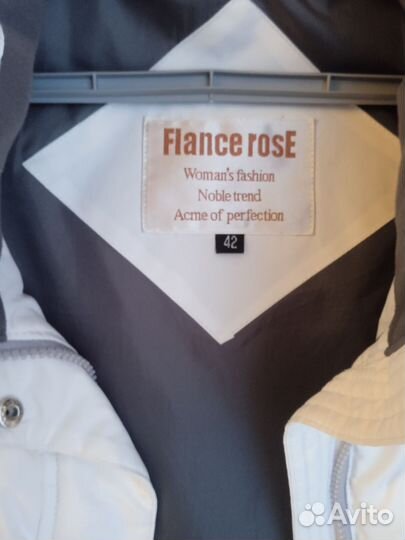 Flance rosE
Woman's fashion
Noble trend
Acme of perfection
42
Avito